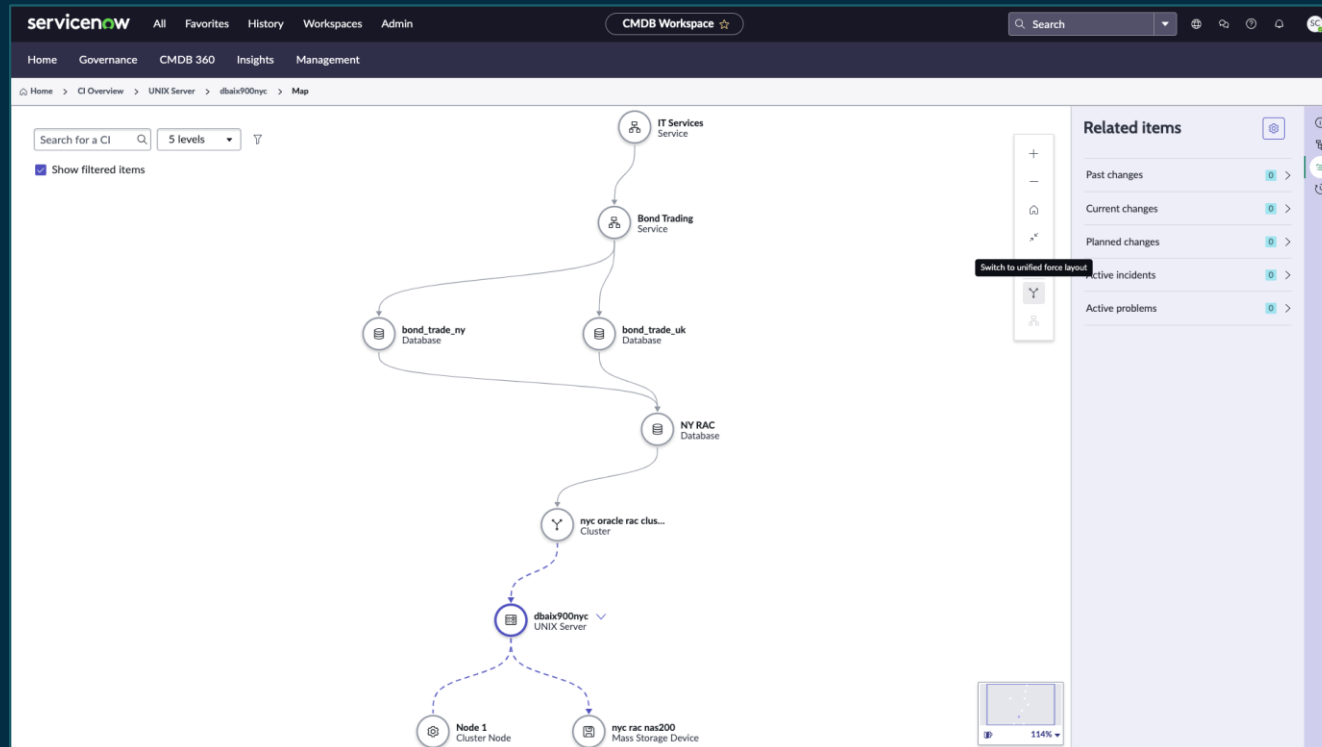 servicenow All Favorites History Workspaces Admin CMDB Workspace Search SC
Home Governance CMDB 360 Insights Management
Home > CI Overview > UNIX Server > dbaix900nyc > Map
Search for a CI 5 levels
Show filtered items
IT Services
Service
Bond Trading
Service
bond_trade_ny
Database
bond_trade_uk
Database
NY RAC
Database
nyc oracle rac clus...
Cluster
dbaix900nyc
UNIX Server
Node 1
Cluster Node
nyc rac nas200
Mass Storage Device
Switch to unified force layout
114%
Related items
Past changes 0
Current changes 0
Planned changes 0
Active incidents 0
Active problems 0